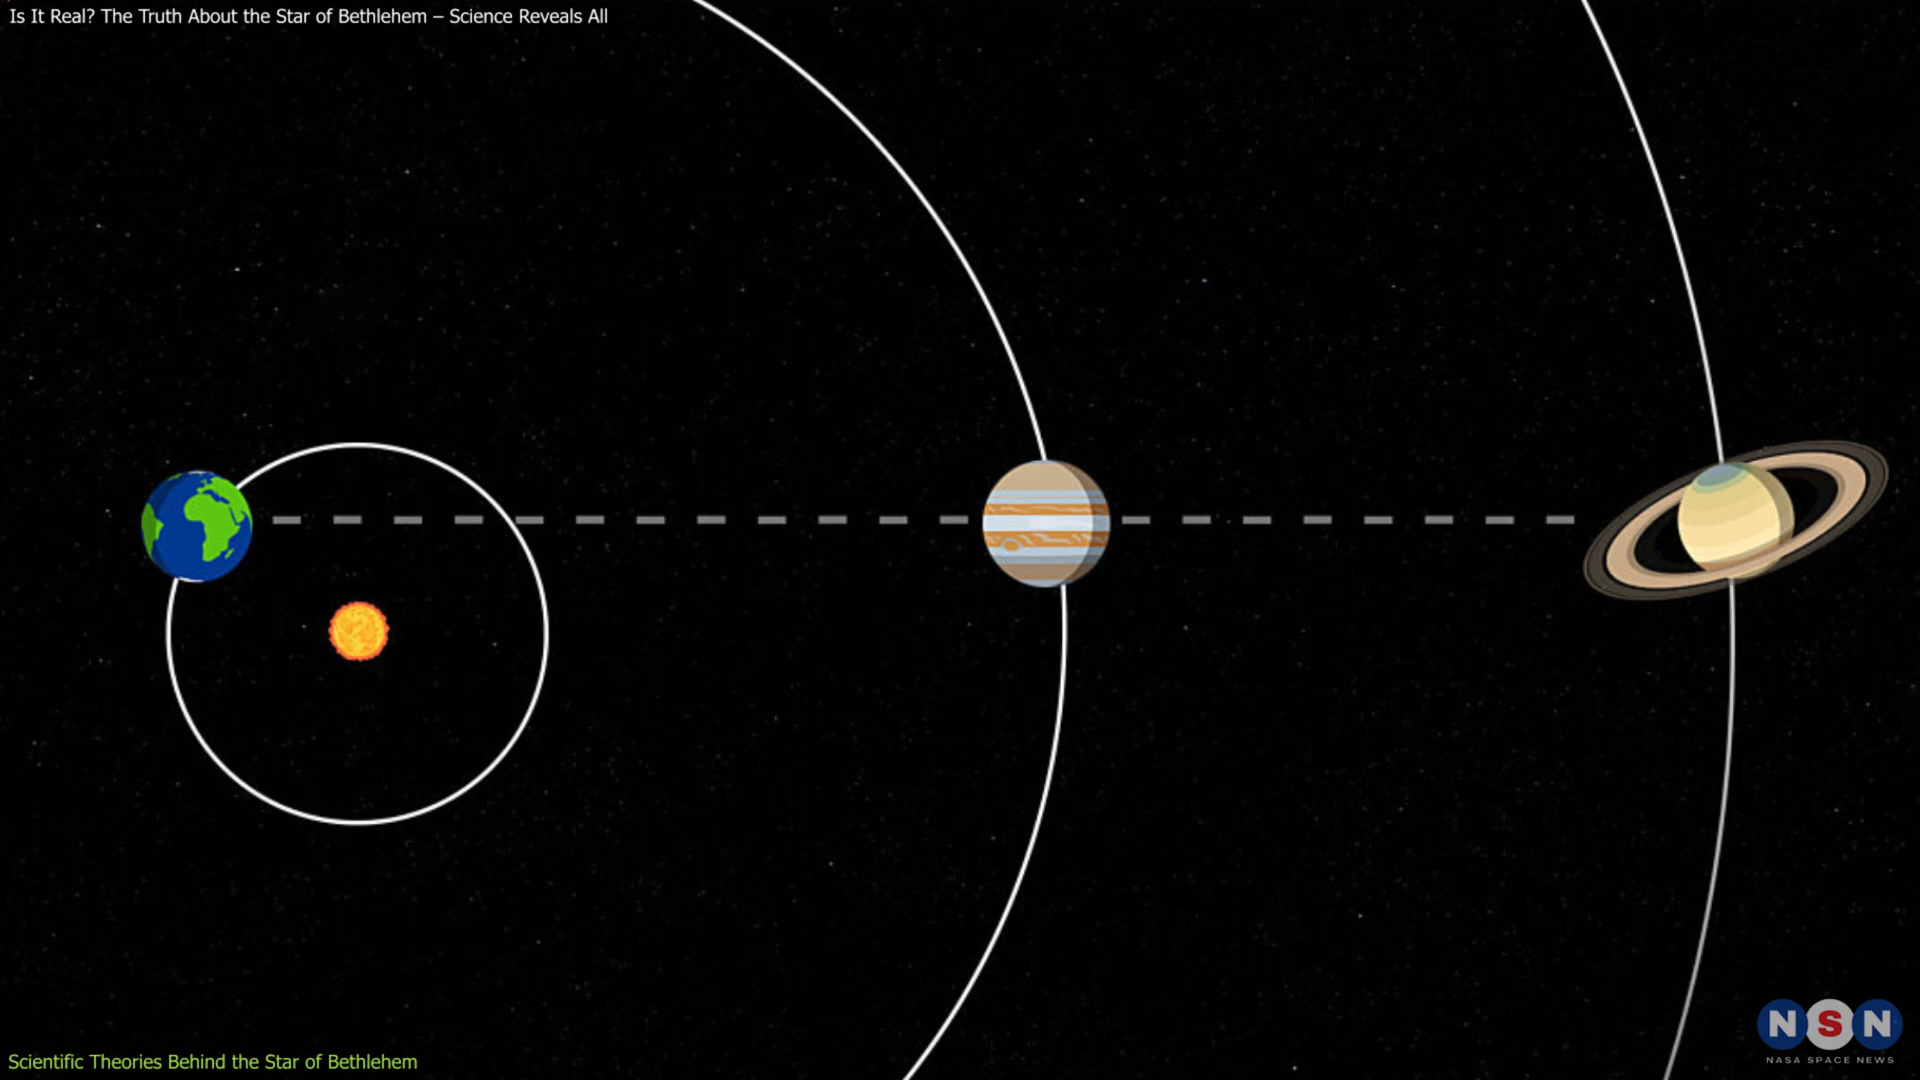 Is It Real? The Truth About the Star of Bethlehem – Science Reveals All
Scientific Theories Behind the Star of Bethlehem
NSN
NASA SPACE NEWS